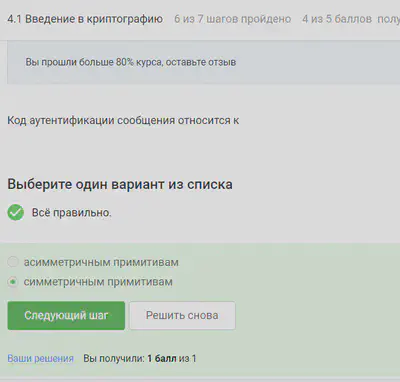 4.1 Введение в криптографию 6 из 7 шагов пройдено 4 из 5 баллов полу
Вы прошли больше 80% курса, оставьте отзыв
Код аутентификации сообщения относится к
Выберите один вариант из списка
Всё правильно.
асимметричным примитивам
симметричным примитивам
Следующий шаг Решить снова
Ваши решения Вы получили: 1 балл из 1